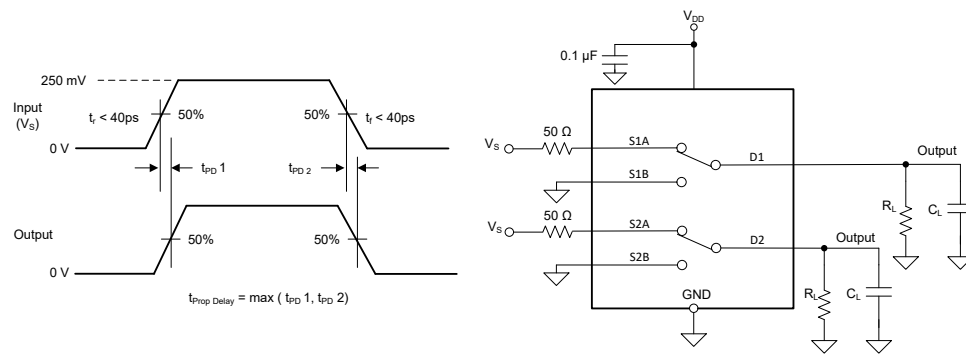 250 mV
Input
(VS)
0 V
tr < 40ps
50%
50%
tr < 40ps
tPD 1
tPD 2
Output
0 V
50%
50%
tProp Delay = max ( tPD 1, tPD 2)
VDD
0.1 µF
VS
50 Ω
S1A
D1
Output
S1B
RL
CL
VS
50 Ω
S2A
D2
Output
S2B
RL
CL
GND